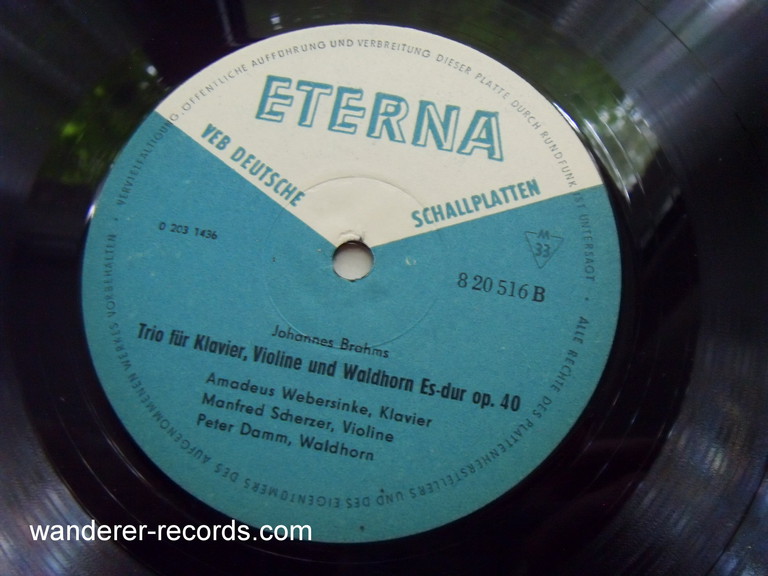 VERVIELFÄLTIGUNG, ÖFFENTLICHE AUFFÜHRUNG UND VERBREITUNG DIESER PLATTE DURCH RUNDFUNK IST UNTERSAGT • ALLE RECHTE DES PLATTENHERSTELLERS UND DES EIGENTÜMERS DES AUFGENOMMENEN WERKES VORBEHALTEN •
ETERNA
VEB DEUTSCHE
SCHALLPLATTEN
0 203 1436
M
33
8 20 516 B
Johannes Brahms
Trio für Klavier, Violine und Waldhorn Es-dur op. 40
Amadeus Webersinke, Klavier
Manfred Scherzer, Violine
Peter Damm, Waldhorn
wanderer-records.com